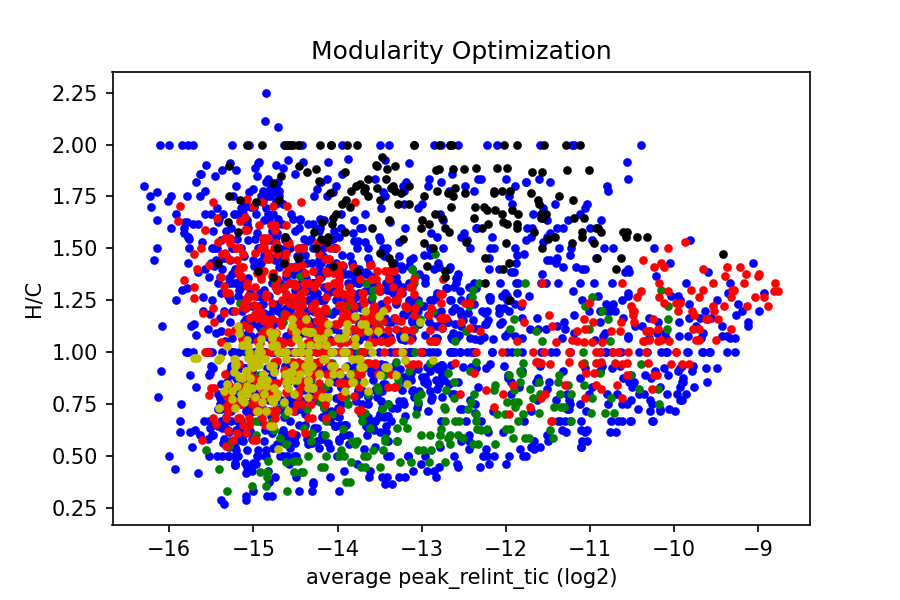 Modularity Optimization
2.25
2.00
1.75
1.50
1.25
1.00
0.75
0.50
0.25
H/C
−16 −15 −14 −13 −12 −11 −10 −9
average peak_relint_tic (log2)